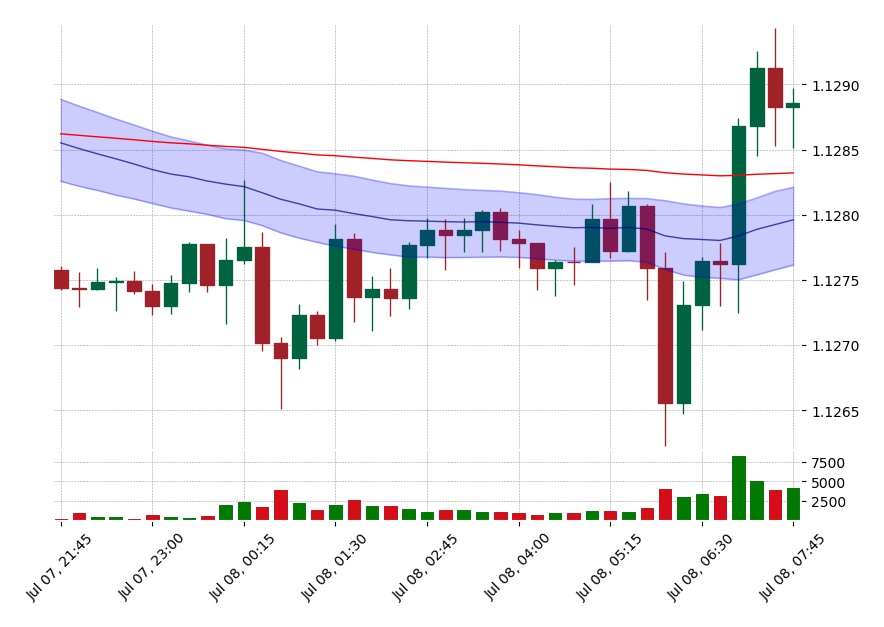 1.1290
1.1285
1.1280
1.1275
1.1270
1.1265
7500
5000
2500
Jul 07, 21:45
Jul 07, 23:00
Jul 08, 00:15
Jul 08, 01:30
Jul 08, 02:45
Jul 08, 04:00
Jul 08, 05:15
Jul 08, 06:30
Jul 08, 07:45